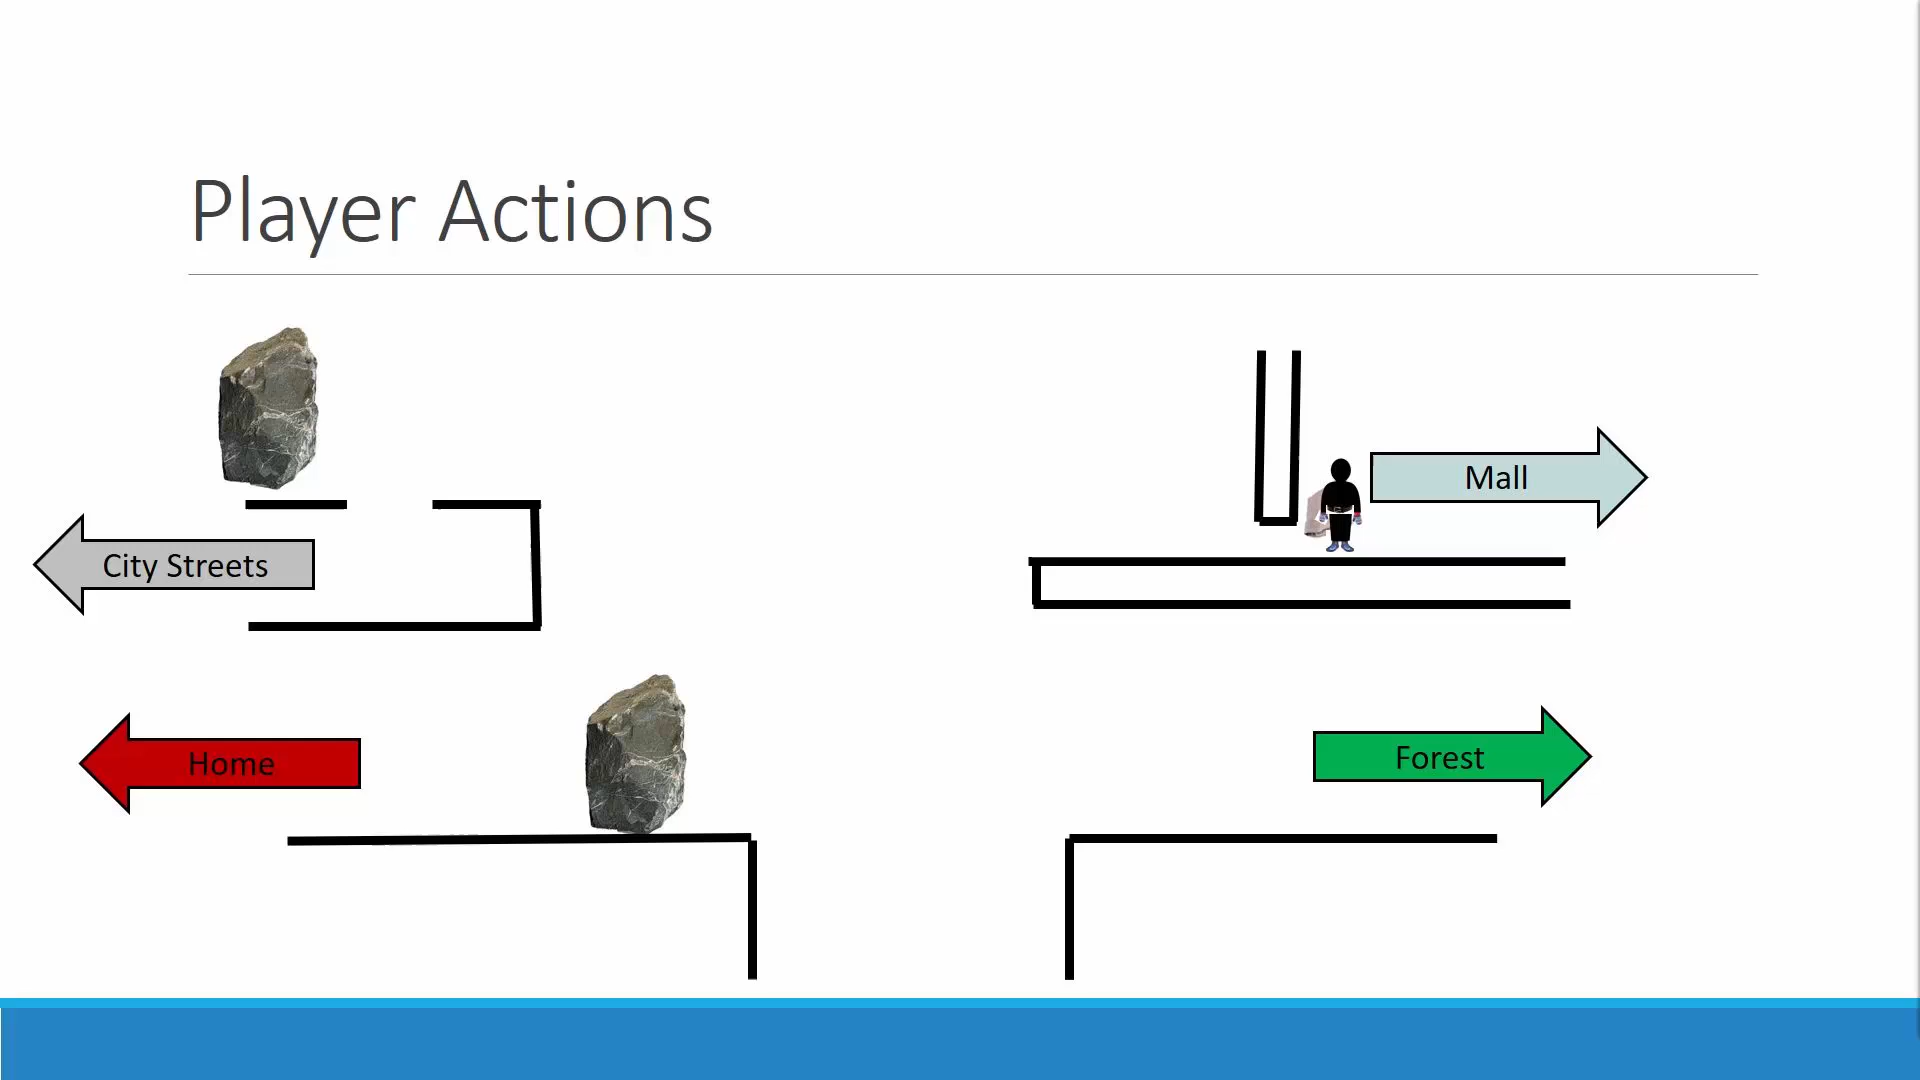 Player Actions
Mall
City Streets
Home
Forest